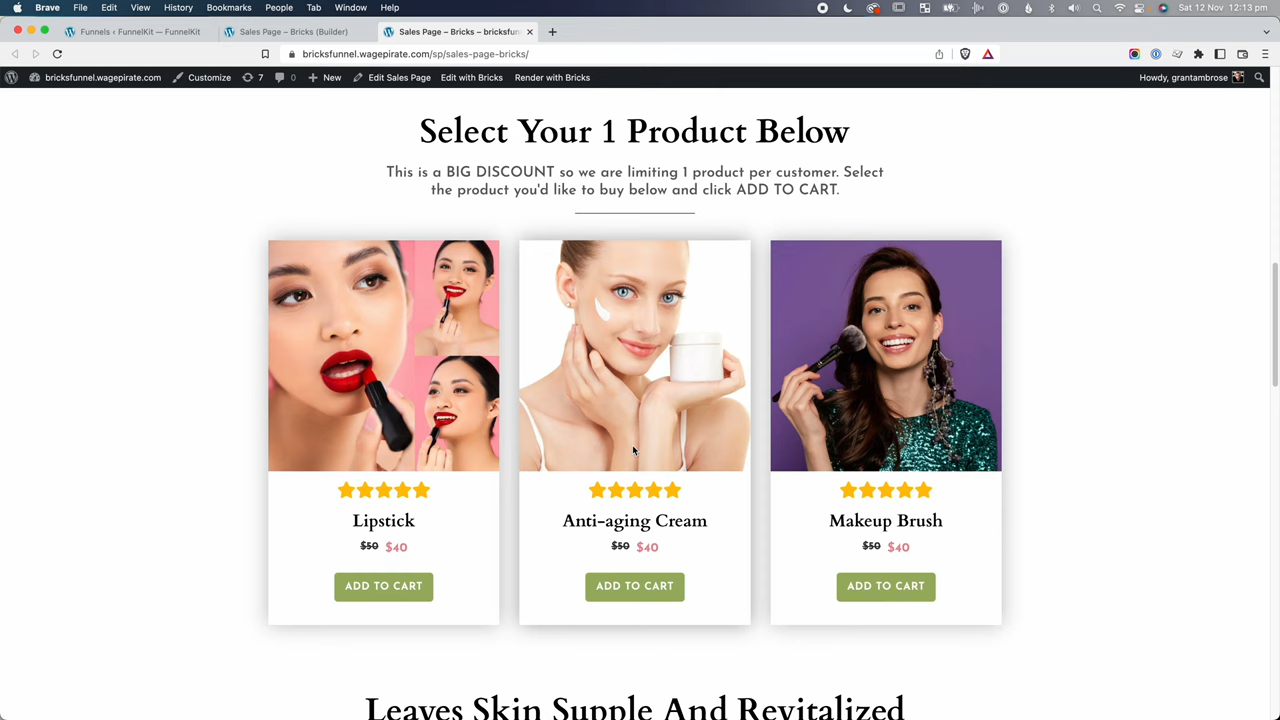 Brave File Edit View History Bookmarks People Tab Window Help Sat 12 Nov 12:13 pm
Funnels ‹ FunnelKit — FunnelKit
Sales Page – Bricks (Builder)
Sales Page – Bricks – bricksfun
bricksfunnel.wagepirate.com/sp/sales-page-bricks/
bricksfunnel.wagepirate.com Customize 7 0 New Edit Sales Page Edit with Bricks Render with Bricks Howdy, grantambrose
Select Your 1 Product Below
This is a BIG DISCOUNT so we are limiting 1 product per customer. Select
the product you'd like to buy below and click ADD TO CART.
Lipstick
$50 $40
ADD TO CART
Anti-aging Cream
$50 $40
ADD TO CART
Makeup Brush
$50 $40
ADD TO CART
Leaves Skin Supple And Revitalized